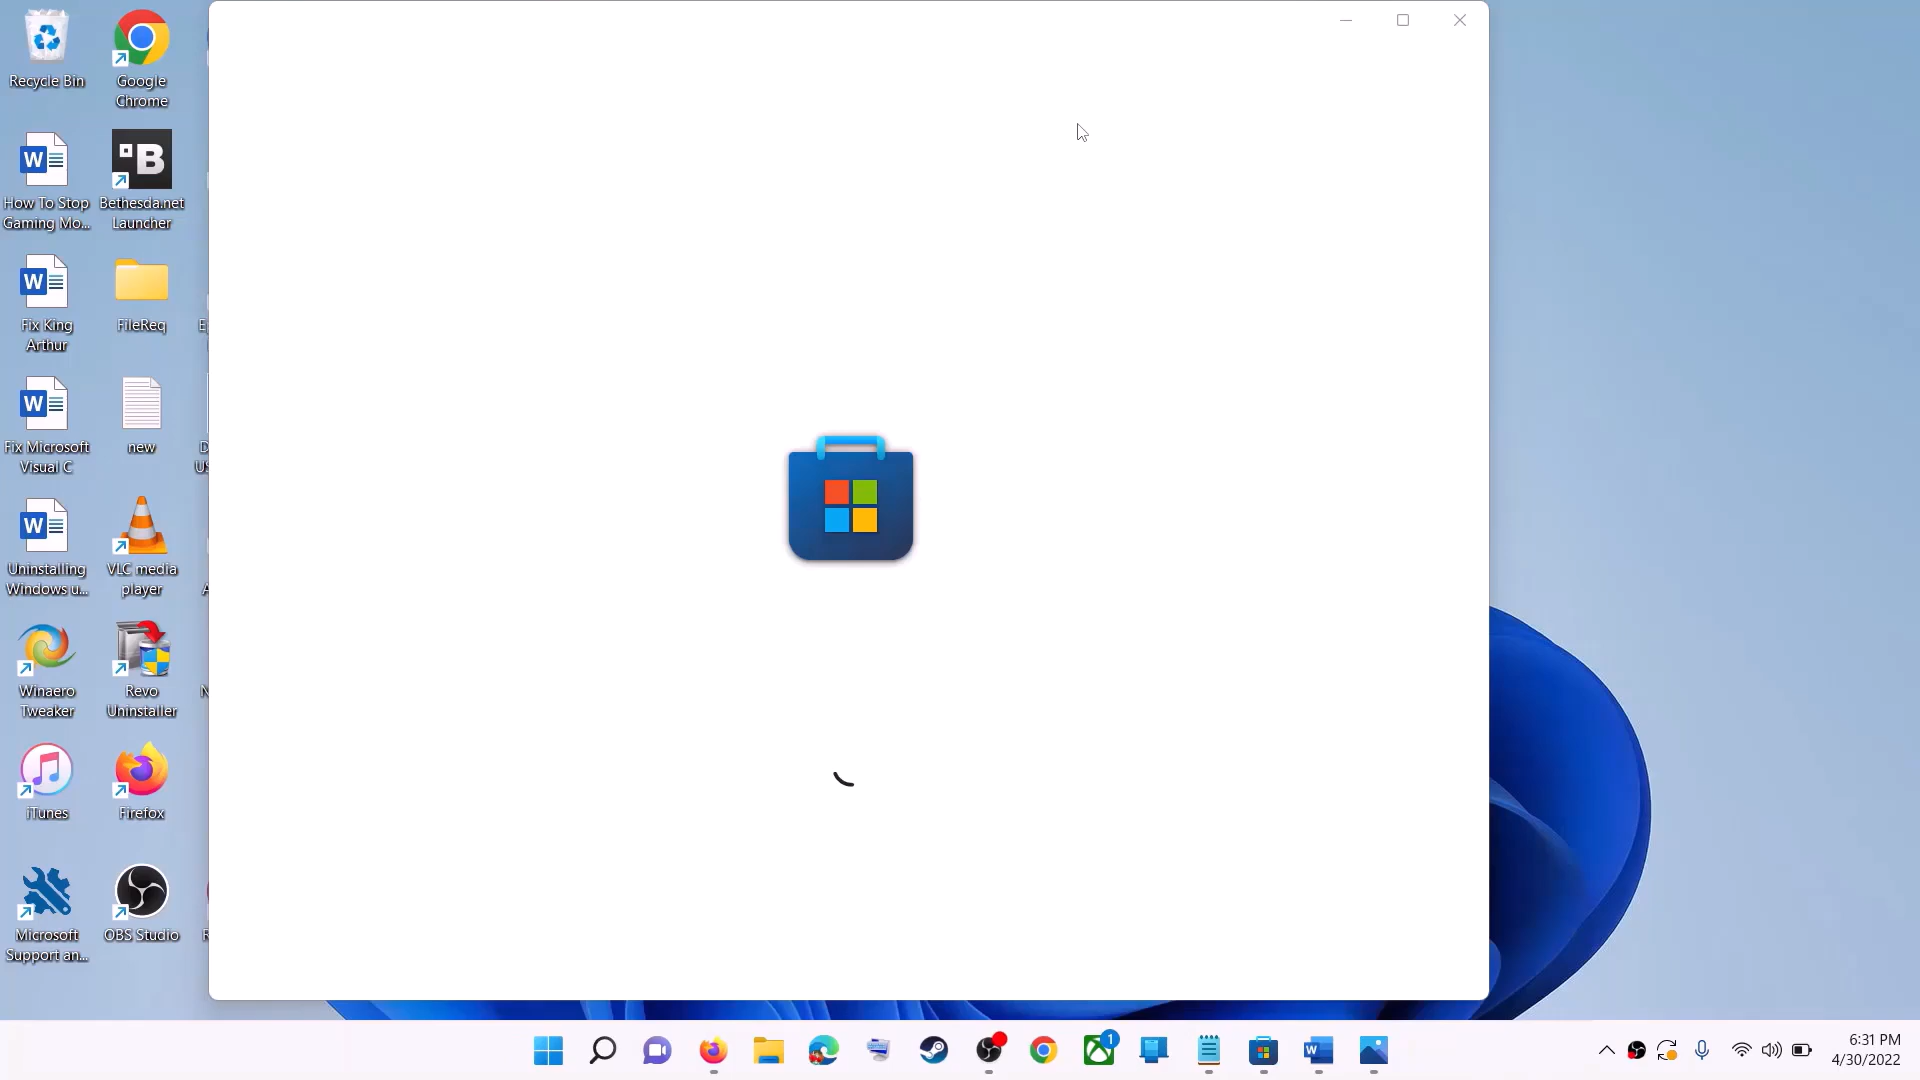 Recycle Bin
Google
Chrome
How To Stop
Gaming Mo...
Bethesda.net
Launcher
Fix King
Arthur
FileReq
Fix Microsoft
Visual C
new
Uninstalling
Windows u...
VLC media
player
Winaero
Tweaker
Revo
Uninstaller
iTunes
Firefox
Microsoft
Support an...
OBS Studio
1
6:31 PM
4/30/2022